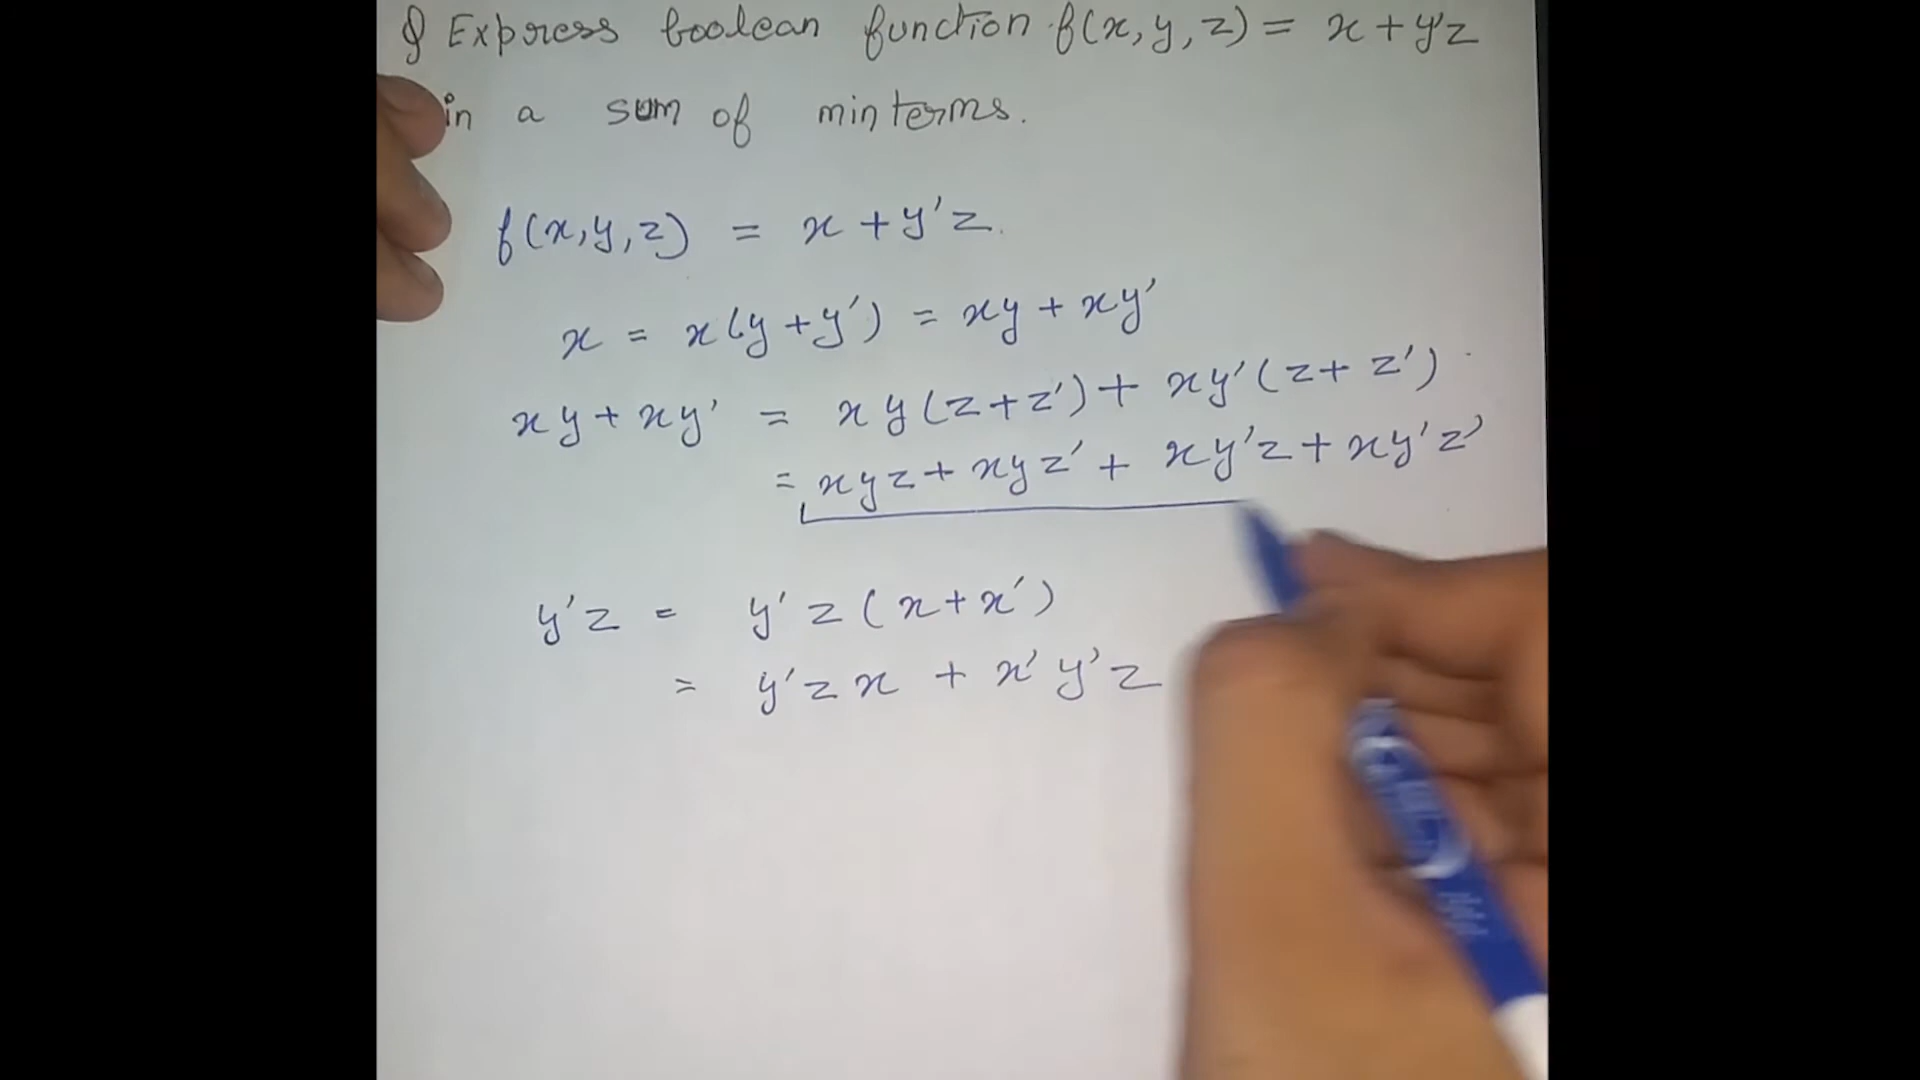 Q Express boolean function f(x, y, z) = x + y'z
in a sum of minterms.
f(x, y, z) = x + y'z.
x = x(y + y') = xy + xy'
xy + xy' = xy(z + z') + xy'(z + z')
= xyz + xyz' + xy'z + xy'z'
y'z = y'z(x + x')
= y'zx + x'y'z